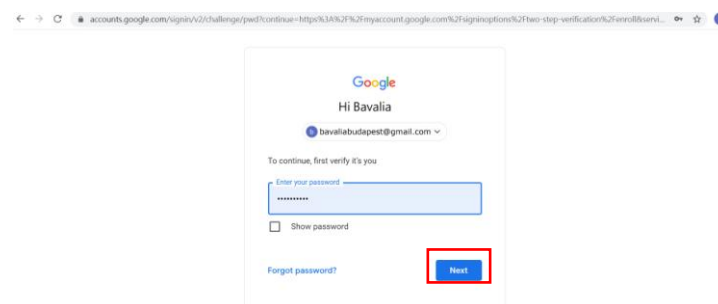 accounts.google.com/signin/v2/challenge/pwd?continue=https%3A%2F%2Fmyaccount.google.com%2Fsigninoptions%2Ftwo-step-verification%2Fenroll&servi...
Google
Hi Bavalia
b bavaliabudapest@gmail.com
To continue, first verify it's you
Enter your password
••••••••••
Show password
Forgot password? Next